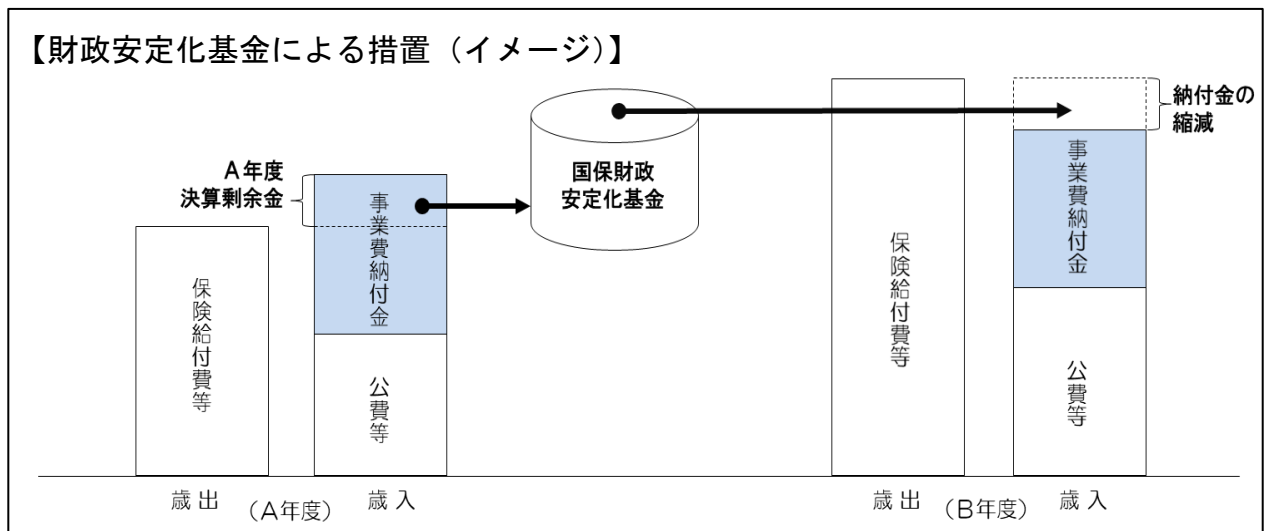 【財政安定化基金による措置（イメージ）】
A年度
決算剰余金
保険給付費等
事業費納付金
公費等
国保財政
安定化基金
保険給付費等
事業費納付金
公費等
納付金の
縮減
歳出
（A年度）
歳入
歳出
（B年度）
歳入